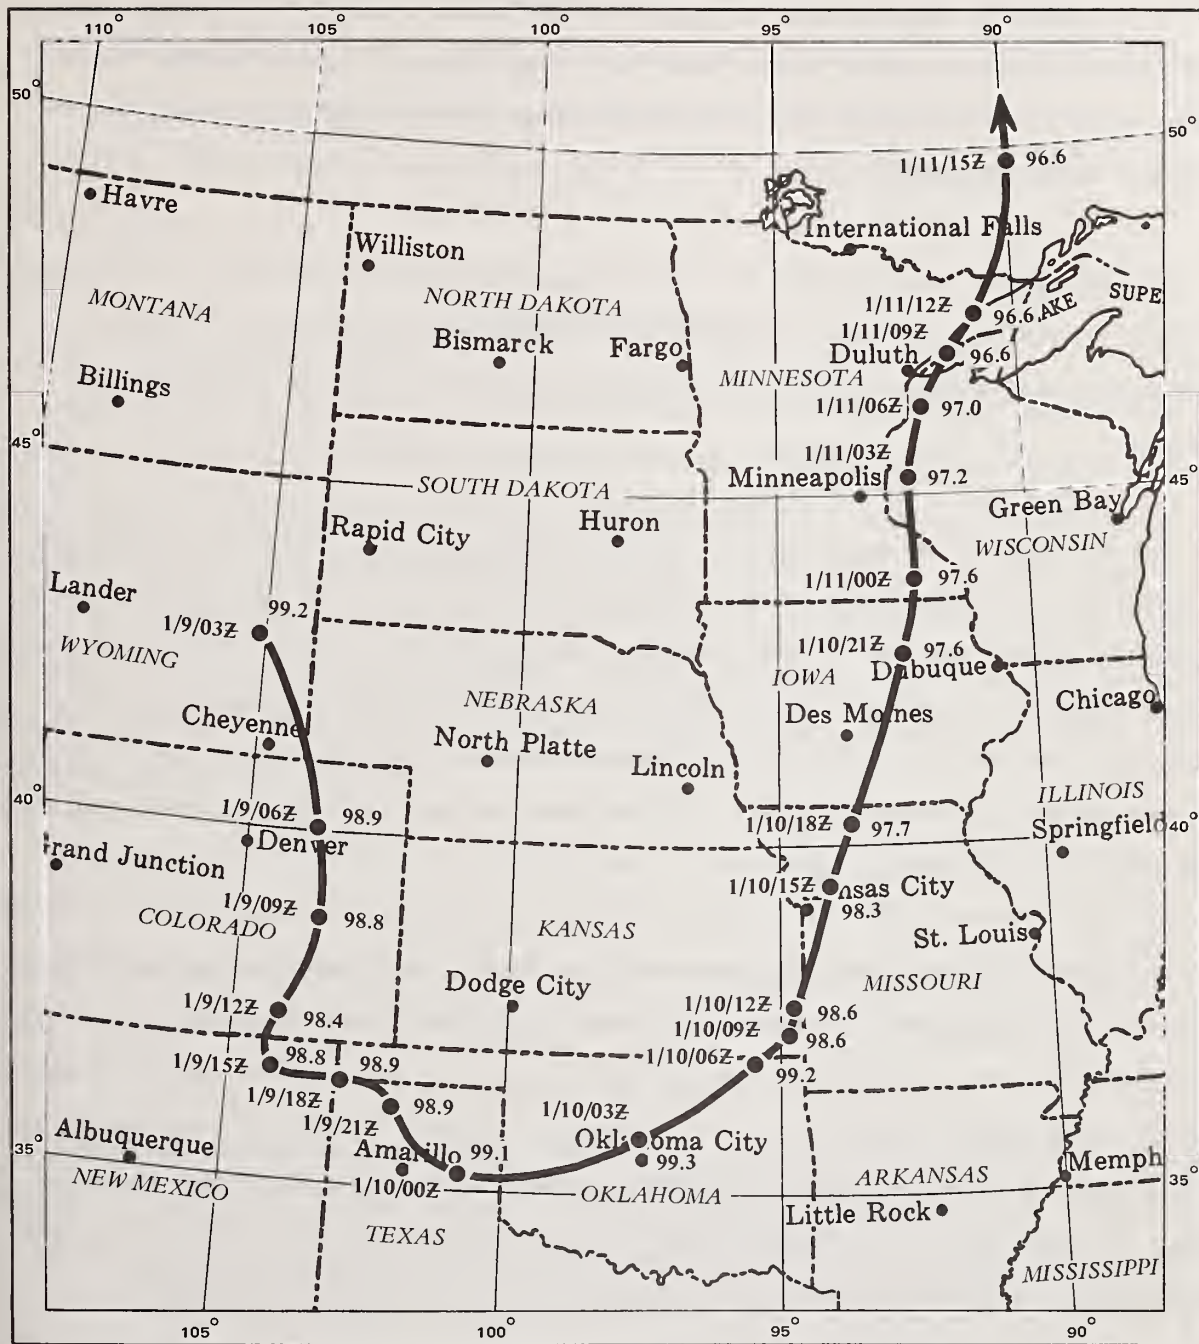 110° 105° 100° 95° 90°
50°
50°
1/11/15Z 96.6
Havre
International Falls
Williston
MONTANA
NORTH DAKOTA
1/11/12Z 96.6
LAKE SUPE
1/11/09Z 96.6
Bismarck
Fargo
Duluth
MINNESOTA
Billings
1/11/06Z 97.0
45°
45°
1/11/03Z 97.2
Minneapolis
SOUTH DAKOTA
Green Bay
Rapid City
Huron
WISCONSIN
Lander
1/11/00Z 97.6
99.2
1/9/03Z
WYOMING
1/10/21Z 97.6
Dubuque
IOWA
NEBRASKA
Chicago
Cheyenne
Des Moines
North Platte
Lincoln
ILLINOIS
40°
40°
1/9/06Z 98.9
1/10/18Z 97.7
Springfield
Denver
rand Junction
1/10/15Z 98.3
nsas City
1/9/09Z 98.8
COLORADO
KANSAS
St. Louis
Dodge City
MISSOURI
1/9/12Z 98.4
1/10/12Z 98.6
1/10/09Z 98.6
1/9/15Z 98.8
98.9
1/10/06Z 99.2
1/9/18Z
1/9/21Z 98.9
1/10/03Z
35°
Albuquerque
Amarillo
99.1
Oklahoma City
99.3
Memph
35°
NEW MEXICO
1/10/00Z
OKLAHOMA
ARKANSAS
Little Rock
TEXAS
MISSISSIPPI
105° 100° 95° 90°